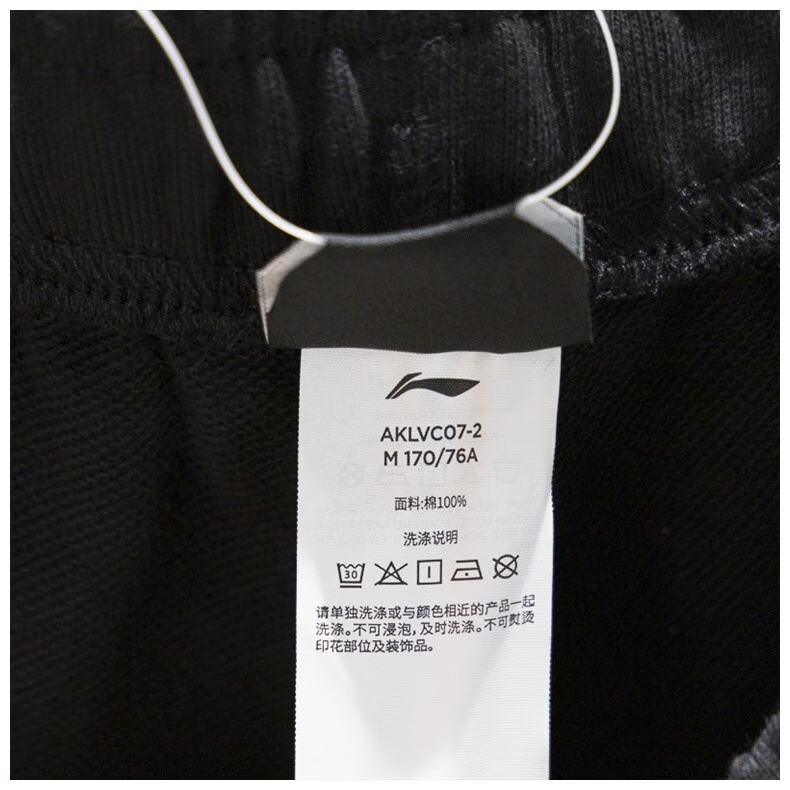 AKLVC07-2
M 170/76A
面料:棉100%
洗涤说明
30
请单独洗涤或与颜色相近的产品一起
洗涤。不可浸泡,及时洗涤。不可熨烫
印花部位及装饰品。